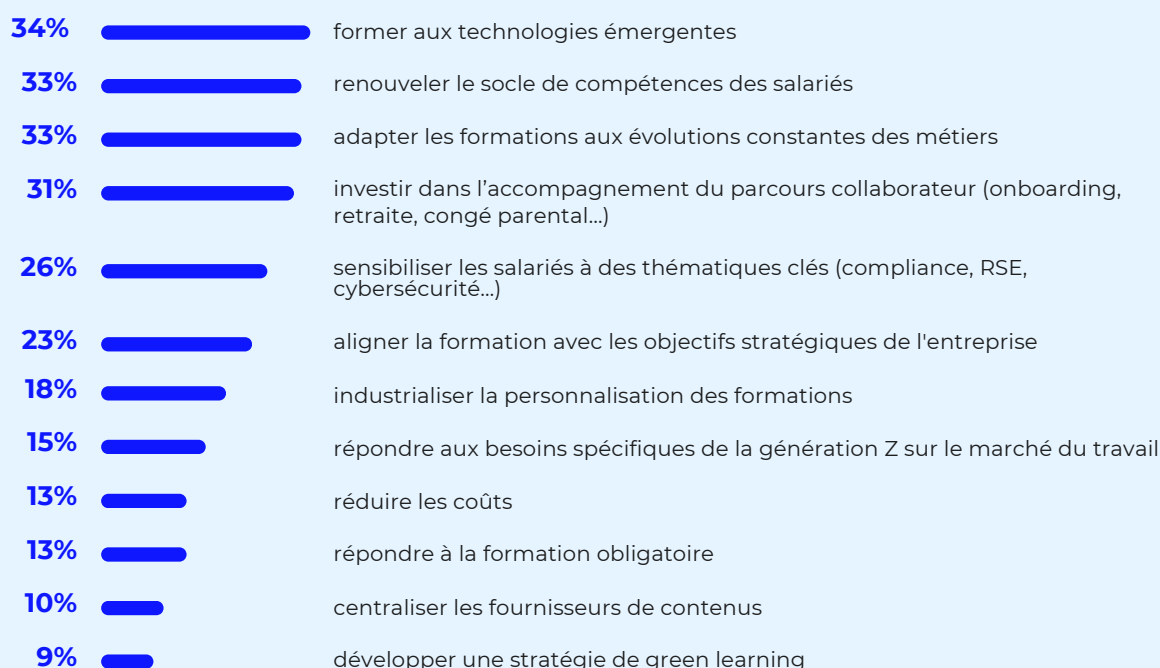 34% former aux technologies émergentes
33% renouveler le socle de compétences des salariés
33% adapter les formations aux évolutions constantes des métiers
31% investir dans l’accompagnement du parcours collaborateur (onboarding,
retraite, congé parental...)
26% sensibiliser les salariés à des thématiques clés (compliance, RSE,
cybersécurité...)
23% aligner la formation avec les objectifs stratégiques de l'entreprise
18% industrialiser la personnalisation des formations
15% répondre aux besoins spécifiques de la génération Z sur le marché du travail
13% réduire les coûts
13% répondre à la formation obligatoire
10% centraliser les fournisseurs de contenus
9% développer une stratégie de green learning